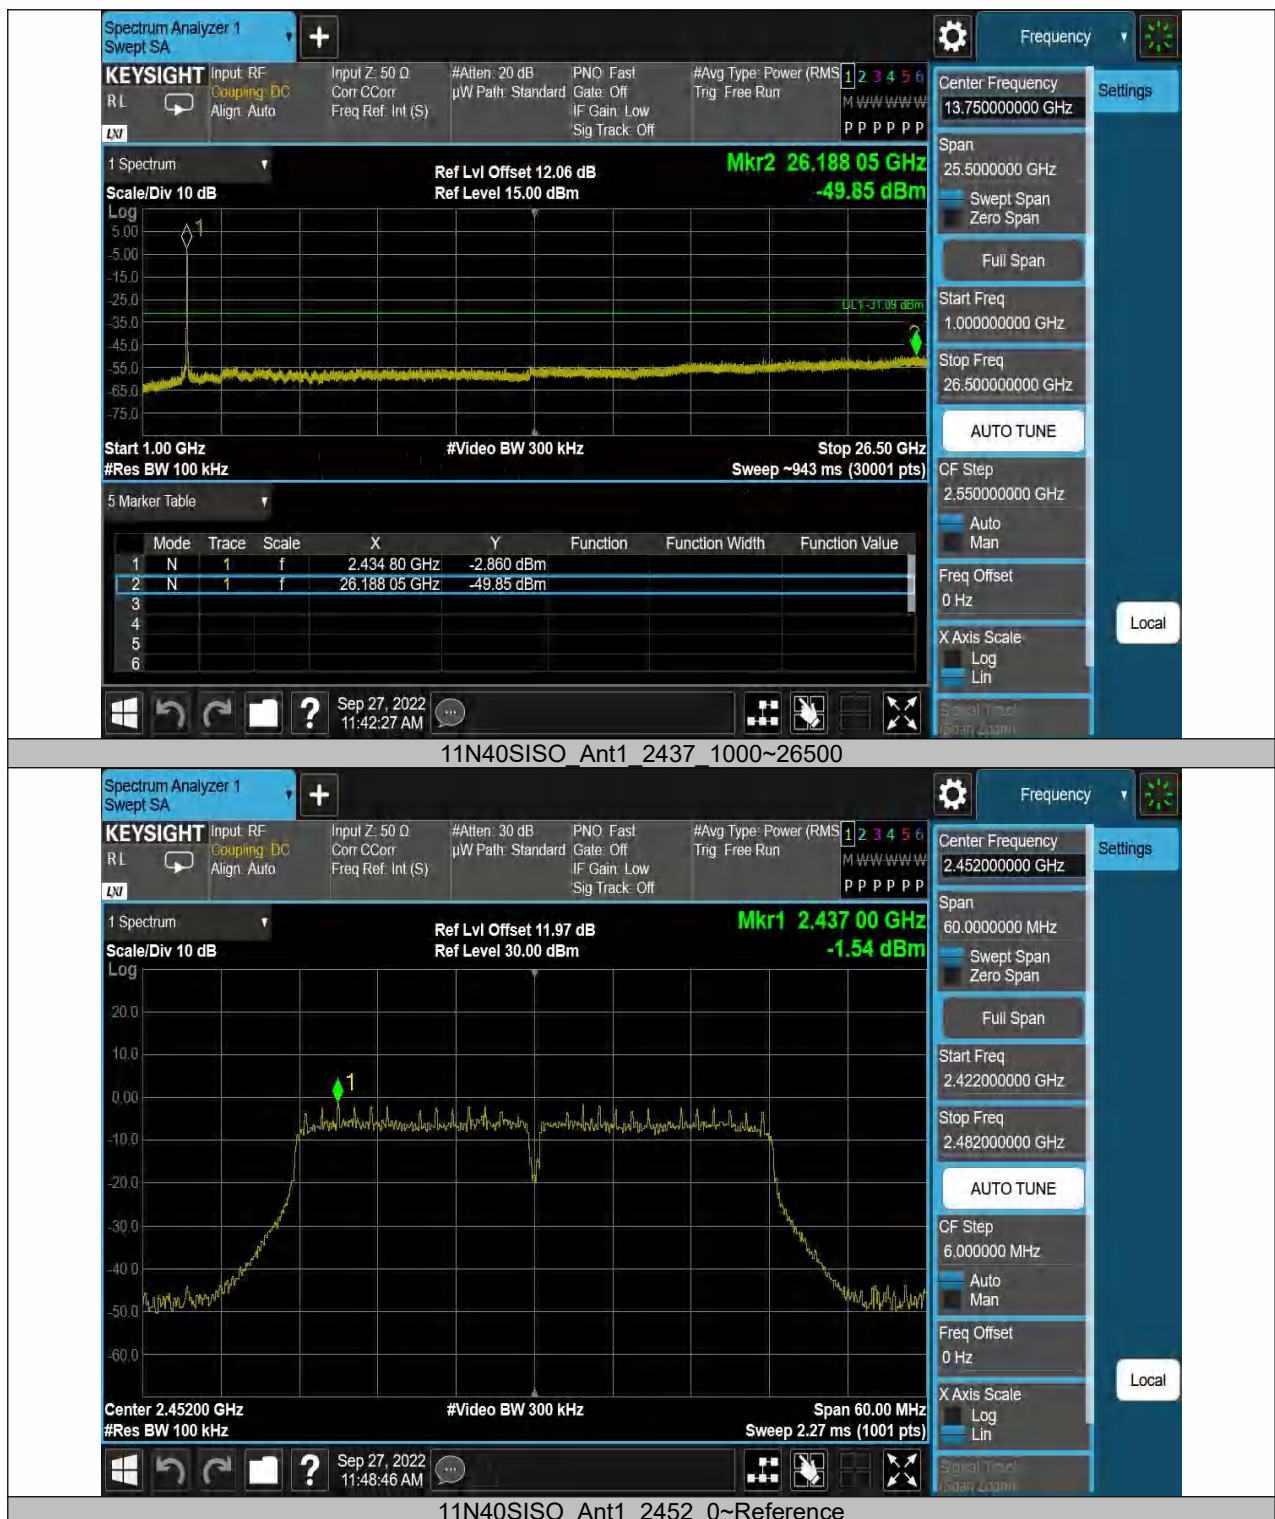 Spectrum Analyzer 1
Swept SA
Frequency
KEYSIGHT
R L
LXI
Input: RF
Coupling: DC
Align: Auto
Input Z: 50 Ω
Corr CCorr
Freq Ref: Int (S)
#Atten: 20 dB
µW Path: Standard
PNO: Fast
Gate: Off
IF Gain: Low
Sig Track: Off
#Avg Type: Power (RMS
Trig: Free Run
1 2 3 4 5 6
M W W W W W
P P P P P P
Center Frequency
13.750000000 GHz
Settings
Span
25.5000000 GHz
Swept Span
Zero Span
Full Span
Start Freq
1.000000000 GHz
Stop Freq
26.500000000 GHz
AUTO TUNE
CF Step
2.550000000 GHz
Auto
Man
Freq Offset
0 Hz
X Axis Scale
Log
Lin
Signal Track
(Span Zoom)
Local
1 Spectrum
Scale/Div 10 dB
Log
Ref Lvl Offset 12.06 dB
Ref Level 15.00 dBm
Mkr2 26.188 05 GHz
-49.85 dBm
5.00
-5.00
-15.0
-25.0
-35.0
-45.0
-55.0
-65.0
-75.0
1
DL1 -31.09 dBm
2
Start 1.00 GHz
#Res BW 100 kHz
#Video BW 300 kHz
Stop 26.50 GHz
Sweep ~943 ms (30001 pts)
5 Marker Table
Mode Trace Scale X Y Function Function Width Function Value
1 N 1 f 2.434 80 GHz -2.860 dBm
2 N 1 f 26.188 05 GHz -49.85 dBm
3
4
5
6
?
Sep 27, 2022
11:42:27 AM
11N40SISO_Ant1_2437_1000~26500
Spectrum Analyzer 1
Swept SA
Frequency
KEYSIGHT
R L
LXI
Input: RF
Coupling: DC
Align: Auto
Input Z: 50 Ω
Corr CCorr
Freq Ref: Int (S)
#Atten: 30 dB
µW Path: Standard
PNO: Fast
Gate: Off
IF Gain: Low
Sig Track: Off
#Avg Type: Power (RMS
Trig: Free Run
1 2 3 4 5 6
M W W W W W
P P P P P P
Center Frequency
2.452000000 GHz
Settings
Span
60.0000000 MHz
Swept Span
Zero Span
Full Span
Start Freq
2.422000000 GHz
Stop Freq
2.482000000 GHz
AUTO TUNE
CF Step
6.000000 MHz
Auto
Man
Freq Offset
0 Hz
X Axis Scale
Log
Lin
Signal Track
(Span Zoom)
Local
1 Spectrum
Scale/Div 10 dB
Log
Ref Lvl Offset 11.97 dB
Ref Level 30.00 dBm
Mkr1 2.437 00 GHz
-1.54 dBm
20.0
10.0
0.00
-10.0
-20.0
-30.0
-40.0
-50.0
-60.0
1
Center 2.45200 GHz
#Res BW 100 kHz
#Video BW 300 kHz
Span 60.00 MHz
Sweep 2.27 ms (1001 pts)
?
Sep 27, 2022
11:48:46 AM
11N40SISO_Ant1_2452_0~Reference